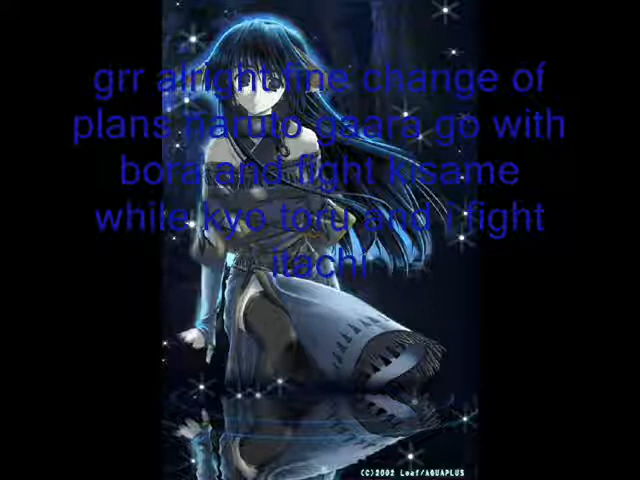 grr alright fine change of
plans naruto gaara go with
bora and fight kisame
while kyo toru and i fight
itachi
(C)2002 Leaf/AQUAPLUS